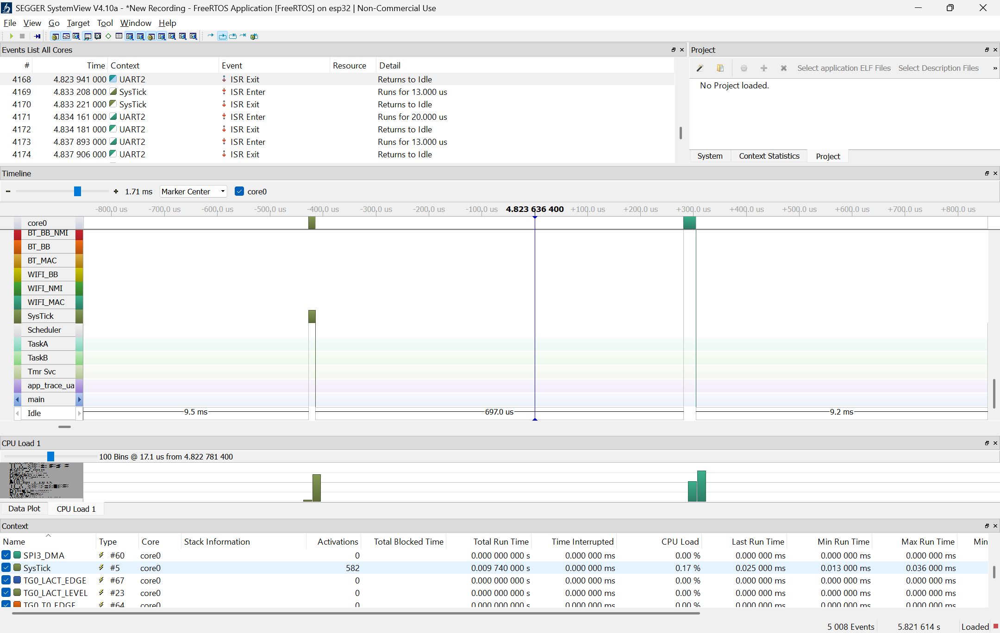 SEGGER SystemView V4.10a - *New Recording - FreeRTOS Application [FreeRTOS] on esp32 | Non-Commercial Use
File View Go Target Tool Window Help
Events List All Cores
# Time Context Event Resource Detail
4168 4.823 941 000 UART2 ISR Exit Returns to Idle
4169 4.833 208 000 SysTick ISR Enter Runs for 13.000 us
4170 4.833 221 000 SysTick ISR Exit Returns to Idle
4171 4.834 161 000 UART2 ISR Enter Runs for 20.000 us
4172 4.834 181 000 UART2 ISR Exit Returns to Idle
4173 4.837 893 000 UART2 ISR Enter Runs for 13.000 us
4174 4.837 906 000 UART2 ISR Exit Returns to Idle
Project
Select application ELF Files Select Description Files »
No Project loaded.
System Context Statistics Project
Timeline
1.71 ms Marker Center core0
-800.0 us -700.0 us -600.0 us -500.0 us -400.0 us -300.0 us -200.0 us -100.0 us 4.823 636 400 +100.0 us +200.0 us +300.0 us +400.0 us +500.0 us +600.0 us +700.0 us +800.0 us
core0
BT_BB_NMI
BT_BB
BT_MAC
WIFI_BB
WIFI_NMI
WIFI_MAC
SysTick
Scheduler
TaskA
TaskB
Tmr Svc
app_trace_ua
main
Idle 9.5 ms 697.0 us 9.2 ms
CPU Load 1
100 Bins @ 17.1 us from 4.822 781 400
Data Plot CPU Load 1
Context
Name Type Core Stack Information Activations Total Blocked Time Total Run Time Time Interrupted CPU Load Last Run Time Min Run Time Max Run Time Min
SPI3_DMA #60 core0 0 0.000 000 000 s 0.000 000 ms 0.00 % 0.000 000 ms 0.000 000 ms 0.000 000 ms
SysTick #5 core0 582 0.009 740 000 s 0.000 000 ms 0.17 % 0.025 000 ms 0.013 000 ms 0.036 000 ms
TG0_LACT_EDGE #67 core0 0 0.000 000 000 s 0.000 000 ms 0.00 % 0.000 000 ms 0.000 000 ms 0.000 000 ms
TG0_LACT_LEVEL #23 core0 0 0.000 000 000 s 0.000 000 ms 0.00 % 0.000 000 ms 0.000 000 ms 0.000 000 ms
TG0_T0_EDGE #64 core0 0 0.000 000 000 s 0.000 000 ms 0.00 % 0.000 000 ms 0.000 000 ms 0.000 000 ms
5 008 Events 5.821 614 s Loaded